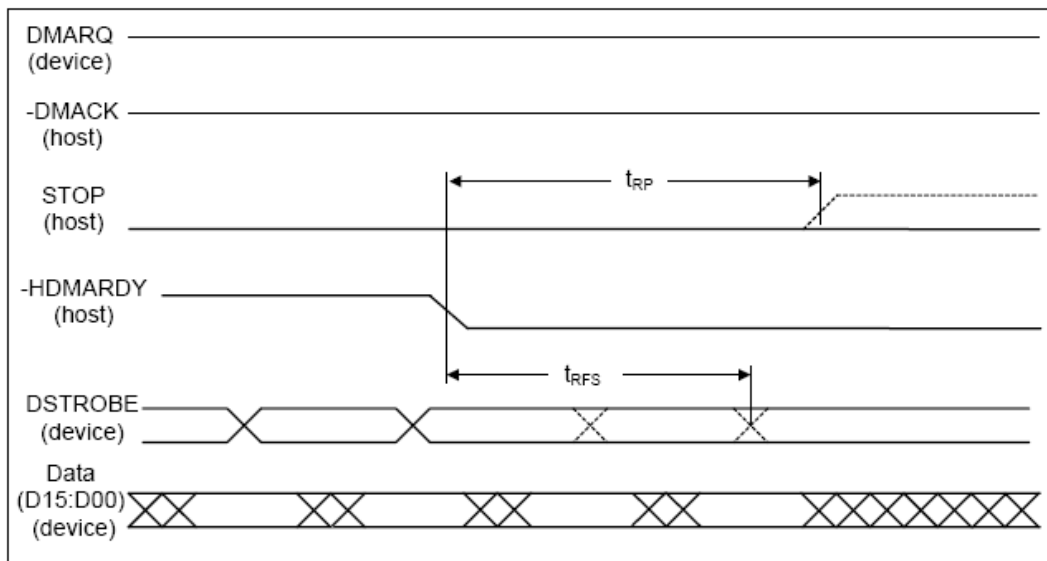 DMARQ
(device)
-DMACK
(host)
tRP
STOP
(host)
-HDMARDY
(host)
tRFS
DSTROBE
(device)
Data
(D15:D00)
(device)